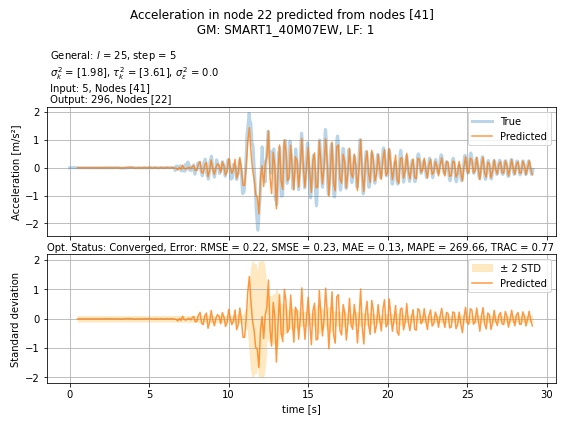 Acceleration in node 22 predicted from nodes [41]
GM: SMART1_40M07EW, LF: 1
General: l = 25, step = 5
σ²ₖ = [1.98], τ²ₖ = [3.61], σ²ε = 0.0
Input: 5, Nodes [41]
Output: 296, Nodes [22]
2
1
0
−1
−2
Acceleration [m/s²]
True
Predicted
Opt. Status: Converged, Error: RMSE = 0.22, SMSE = 0.23, MAE = 0.13, MAPE = 269.66, TRAC = 0.77
2
1
0
−1
−2
Standard deviation
± 2 STD
Predicted
0 5 10 15 20 25 30
time [s]